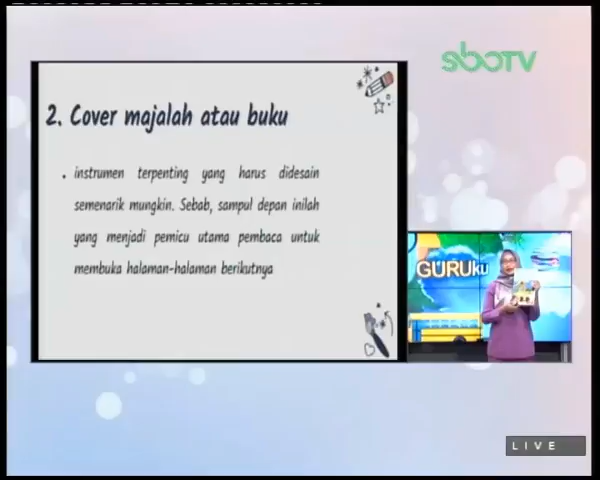 sboTV
2. Cover majalah atau buku
• instrumen terpenting yang harus didesain
semenarik mungkin. Sebab, sampul depan inilah
yang menjadi pemicu utama pembaca untuk
membuka halaman-halaman berikutnya
GURUKU
LIVE